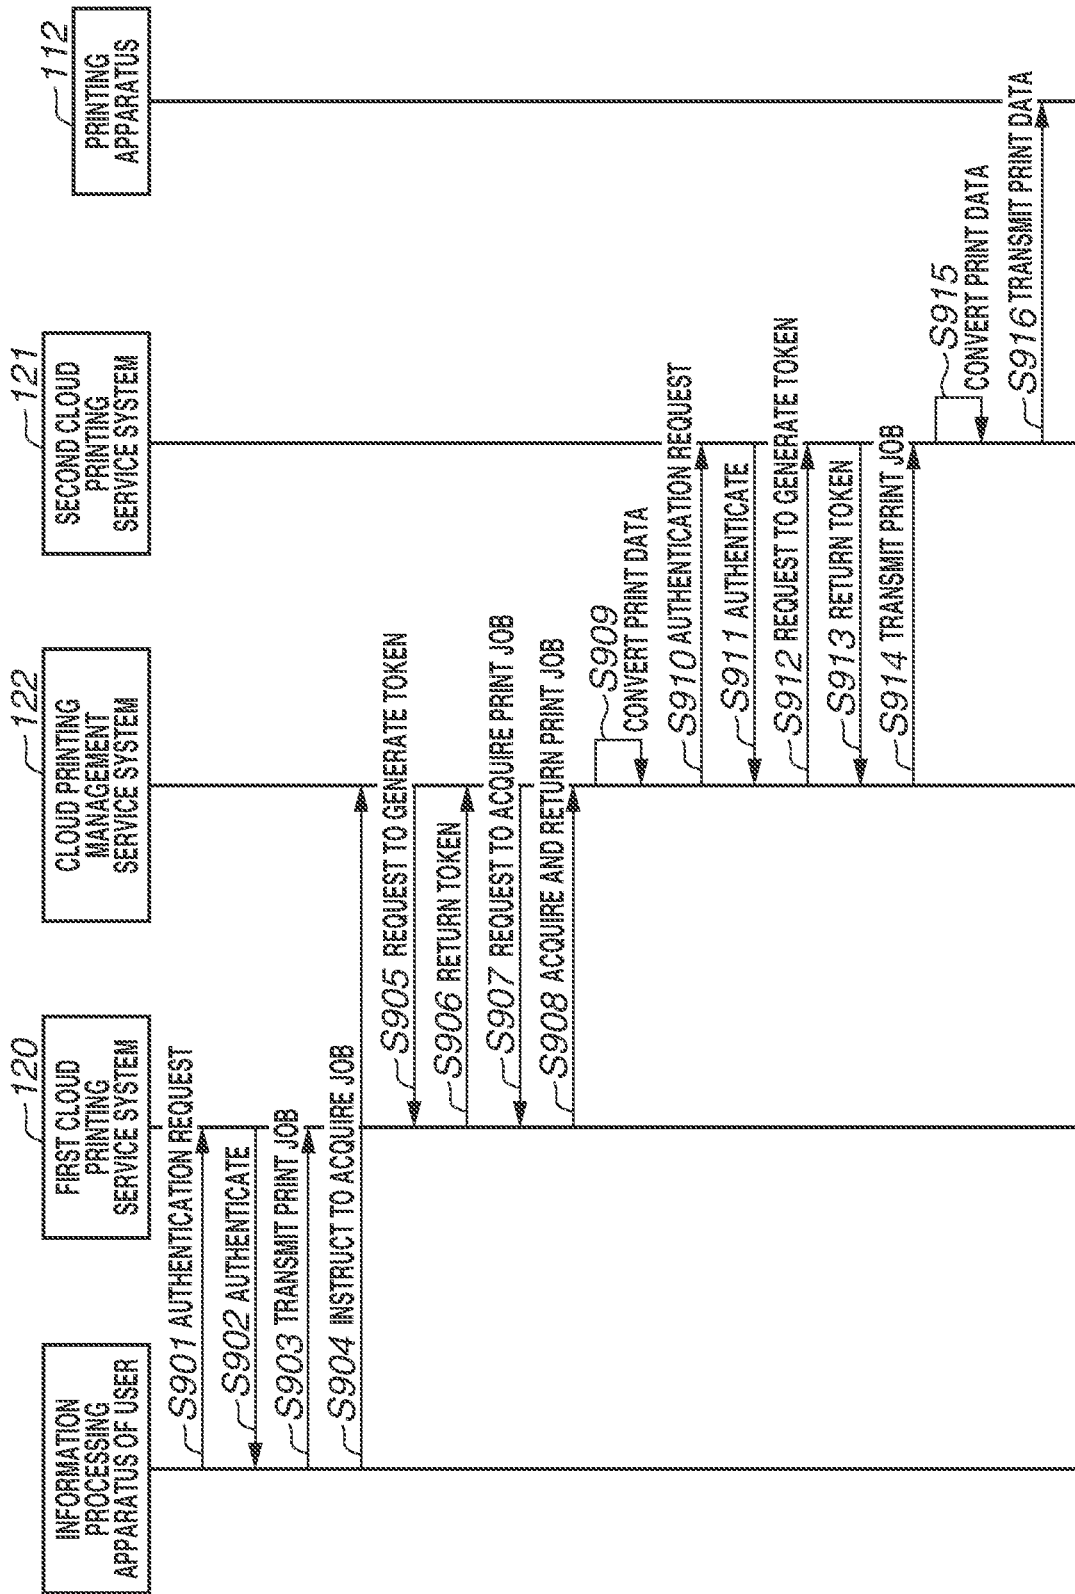 INFORMATION
PROCESSING
APPARATUS OF USER
120
FIRST CLOUD
PRINTING
SERVICE SYSTEM
122
CLOUD PRINTING
MANAGEMENT
SERVICE SYSTEM
121
SECOND CLOUD
PRINTING
SERVICE SYSTEM
112
PRINTING
APPARATUS
S901 AUTHENTICATION REQUEST
S902 AUTHENTICATE
S903 TRANSMIT PRINT JOB
S904 INSTRUCT TO ACQUIRE JOB
S905 REQUEST TO GENERATE TOKEN
S906 RETURN TOKEN
S907 REQUEST TO ACQUIRE PRINT JOB
S908 ACQUIRE AND RETURN PRINT JOB
S909
CONVERT PRINT DATA
S910 AUTHENTICATION REQUEST
S911 AUTHENTICATE
S912 REQUEST TO GENERATE TOKEN
S913 RETURN TOKEN
S914 TRANSMIT PRINT JOB
S915
CONVERT PRINT DATA
S916 TRANSMIT PRINT DATA